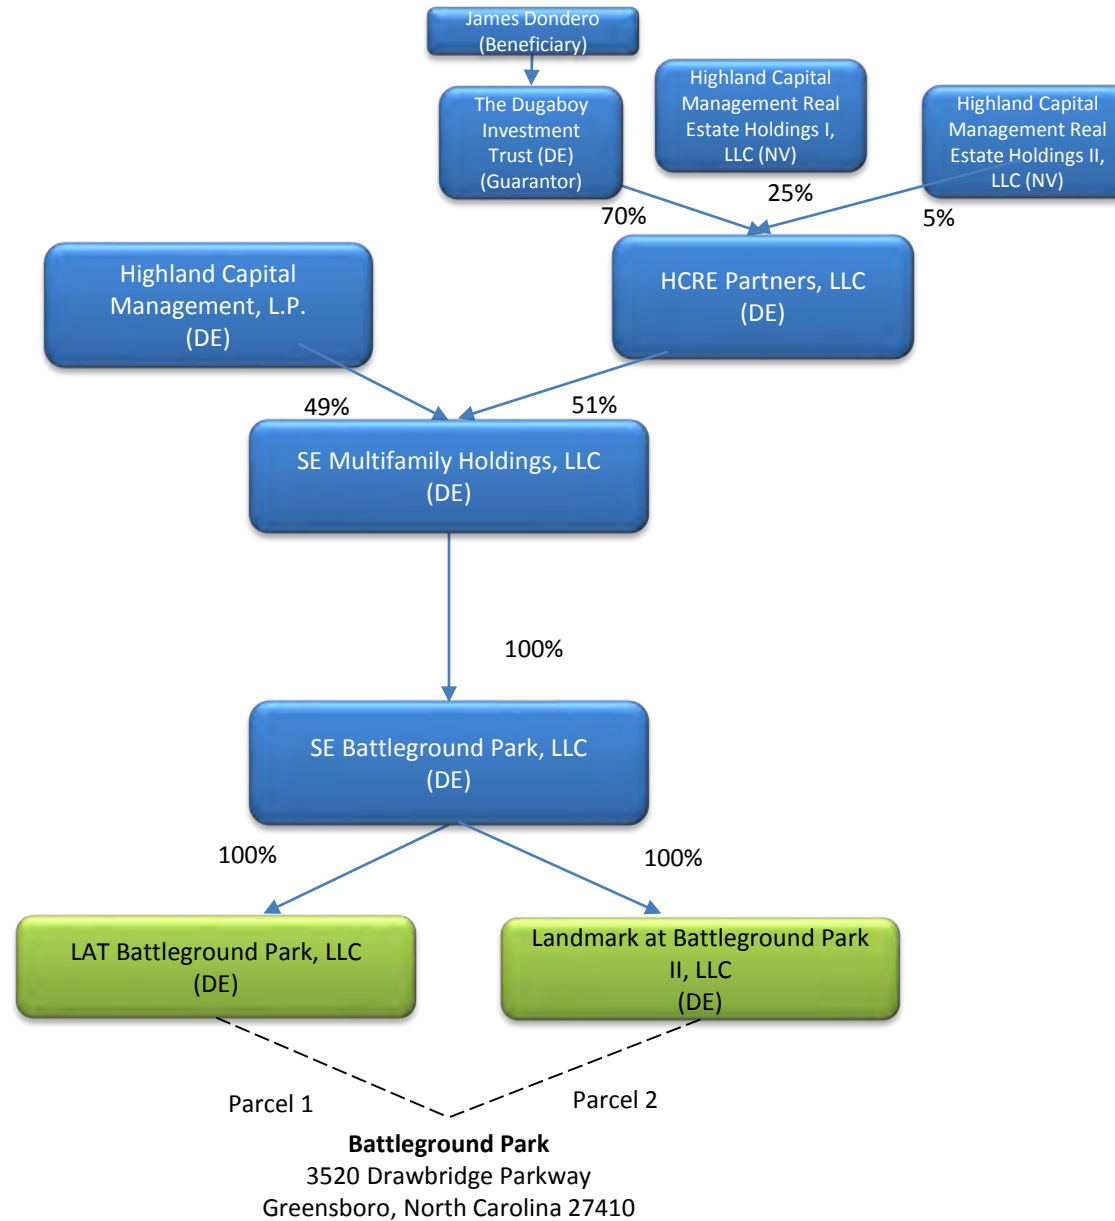 James Dondero
(Beneficiary)
The Dugaboy
Investment
Trust (DE)
(Guarantor)
Highland Capital
Management Real
Estate Holdings I,
LLC (NV)
Highland Capital
Management Real
Estate Holdings II,
LLC (NV)
70%
25%
5%
Highland Capital
Management, L.P.
(DE)
HCRE Partners, LLC
(DE)
49%
51%
SE Multifamily Holdings, LLC
(DE)
100%
SE Battleground Park, LLC
(DE)
100%
100%
LAT Battleground Park, LLC
(DE)
Landmark at Battleground Park
II, LLC
(DE)
Parcel 1
Parcel 2
Battleground Park
3520 Drawbridge Parkway
Greensboro, North Carolina 27410